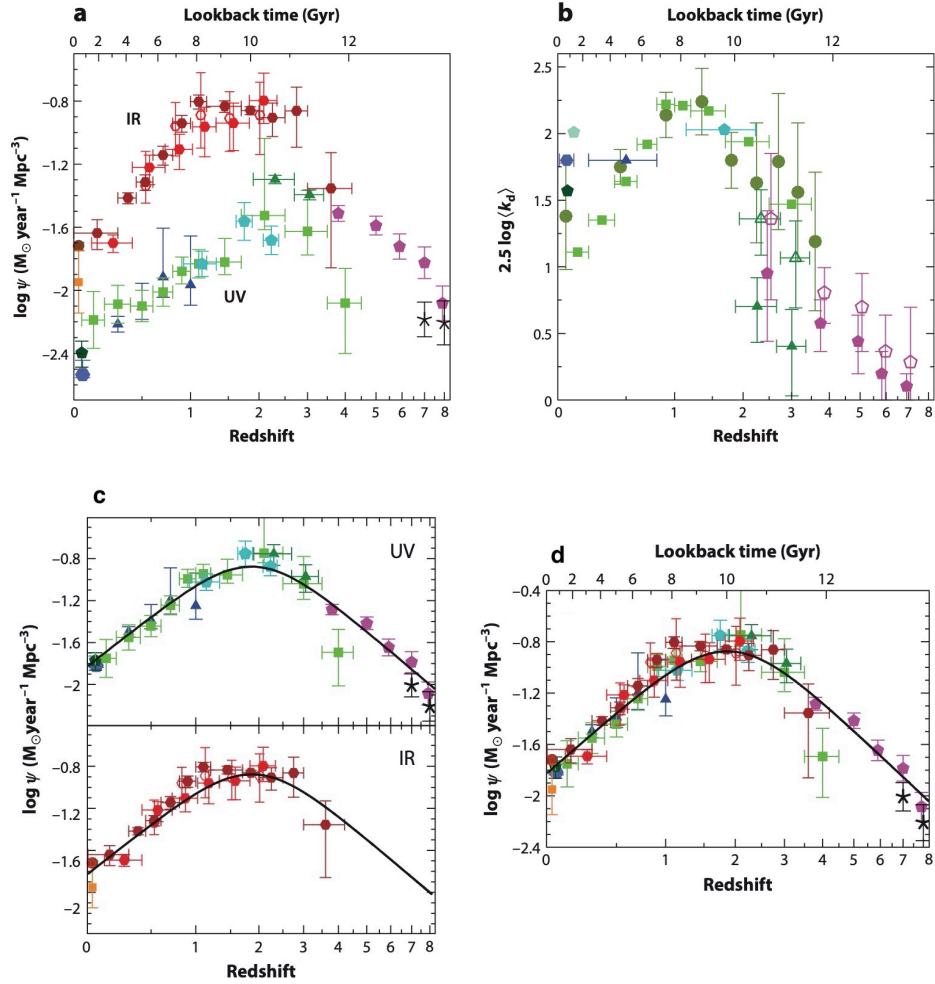 a
Lookback time (Gyr)
0 2 4 6 8 10 12
−0.8
−1.2
−1.6
−2
−2.4
log ψ (M⊙ year−1 Mpc−3)
IR
UV
0 1 2 3 4 5 6 7 8
Redshift
b
Lookback time (Gyr)
0 2 4 6 8 10 12
2.5
2
1.5
1
0.5
0
2.5 log ⟨kd⟩
0 1 2 3 4 5 6 7 8
Redshift
c
UV
−0.8
−1.2
−1.6
−2
IR
−0.8
−1.2
−1.6
−2
log ψ (M⊙year−1 Mpc−3)
0 1 2 3 4 5 6 7 8
Redshift
d
Lookback time (Gyr)
0 2 4 6 8 10 12
−0.4
−0.8
−1.2
−1.6
−2
−2.4
log ψ (M⊙ year−1 Mpc−3)
0 1 2 3 4 5 6 7 8
Redshift